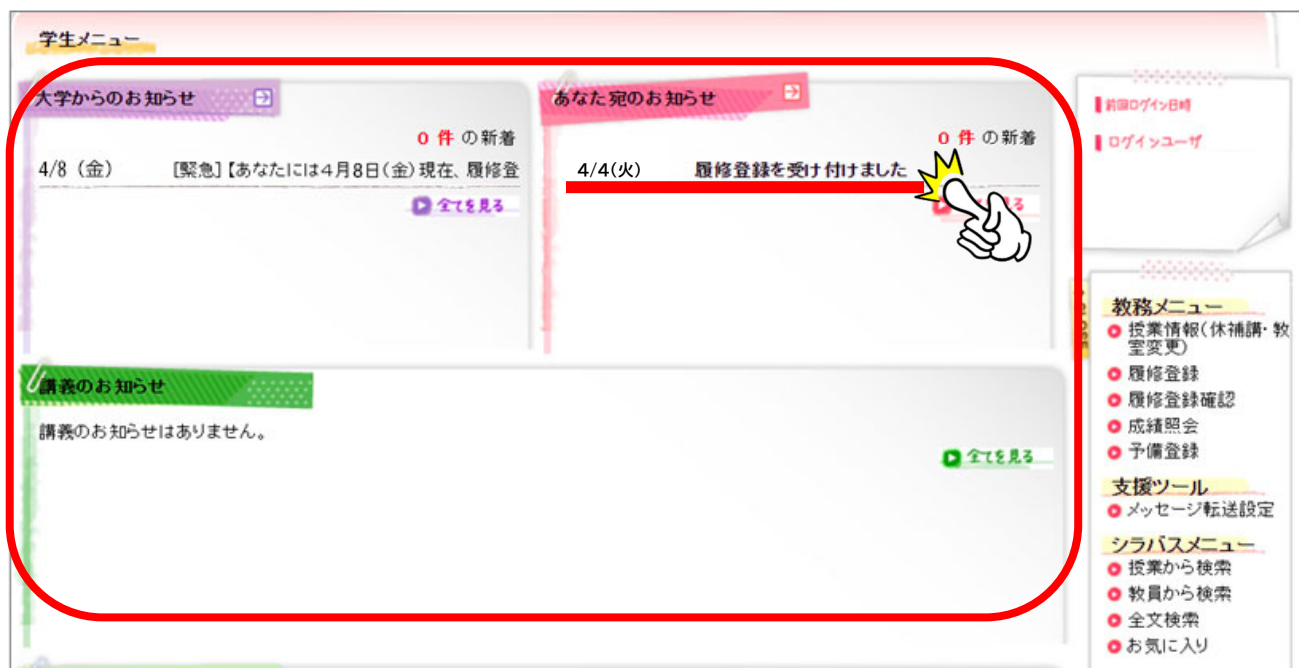 学生メニュー
大学からのお知らせ
0 件 の新着
4/8 (金) [緊急]【あなたには4月8日(金)現在、履修登
全てを見る
あなた宛のお知らせ
0 件 の新着
4/4(火) 履修登録を受け付けました
る
講義のお知らせ
講義のお知らせはありません。
全てを見る
前回ログイン日時
ログインユーザ
教務メニュー
授業情報(休補講・教
室変更)
履修登録
履修登録確認
成績照会
予備登録
支援ツール
メッセージ転送設定
シラバスメニュー
授業から検索
教員から検索
全文検索
お気に入り